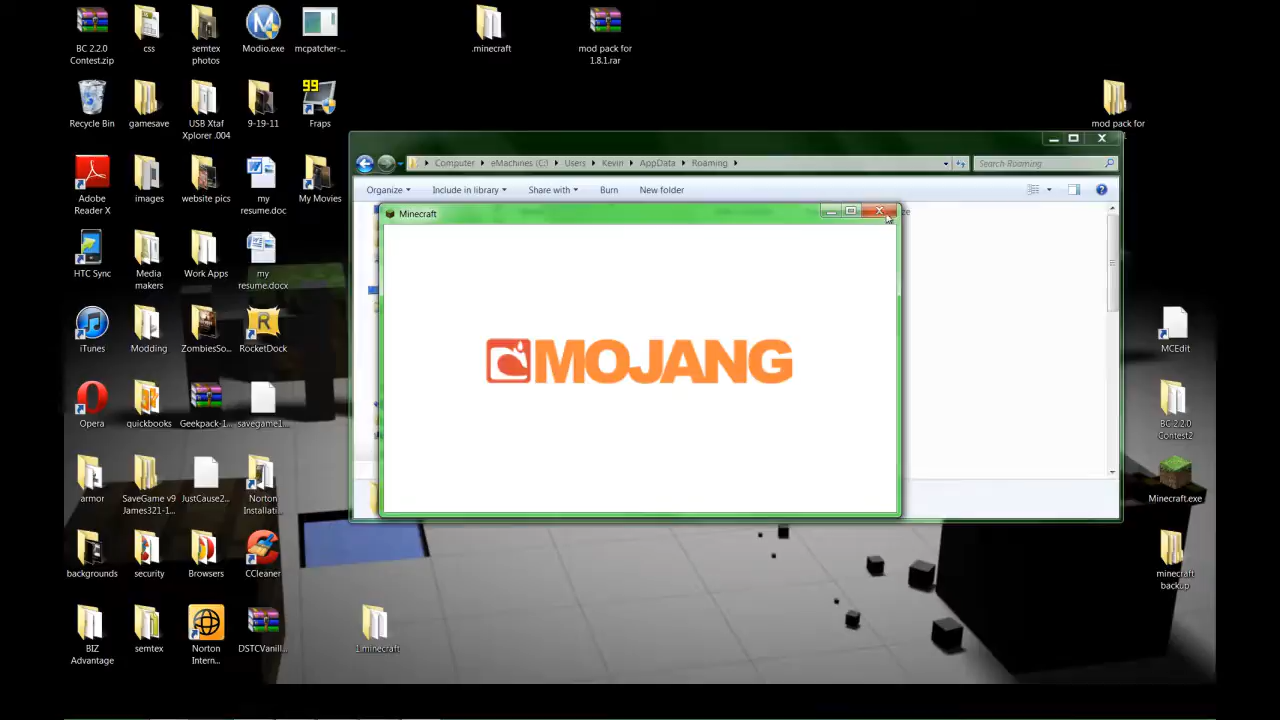 BC 2.2.0
Contest.zip
css
semtex
photos
Modio.exe
mcpatcher-...
.minecraft
mod pack for
1.8.1.rar
Recycle Bin
gamesave
USB Xtaf
Xplorer .004
9-19-11
99
Fraps
mod pack for
Computer
eMachines (C:)
Users
Kevin
AppData
Roaming
Search Roaming
Organize
Include in library
Share with
Burn
New folder
Adobe
Reader X
images
website pics
my
resume.doc
My Movies
Minecraft
MOJANG
HTC Sync
Media
makers
Work Apps
my
resume.docx
iTunes
Modding
ZombiesSo...
RocketDock
MCEdit
Opera
quickbooks
Geekpack-1...
savegame1...
BC 2.2.0
Contest2
armor
SaveGame v9
James321-1...
JustCause2...
Norton
Installati...
Minecraft.exe
backgrounds
security
Browsers
CCleaner
minecraft
backup
BIZ
Advantage
semtex
Norton
Intern...
DSTCVanill...
1.minecraft